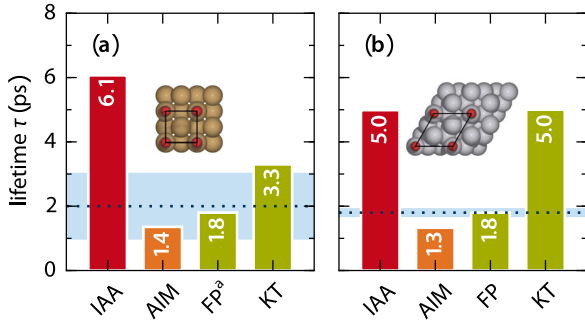 (a)
(b)
lifetime τ (ps)
8
6
4
2
0
6.1
1.4
1.8
3.3
5.0
1.3
1.8
5.0
IAA AIM FPᵃ KT
IAA AIM FP KT